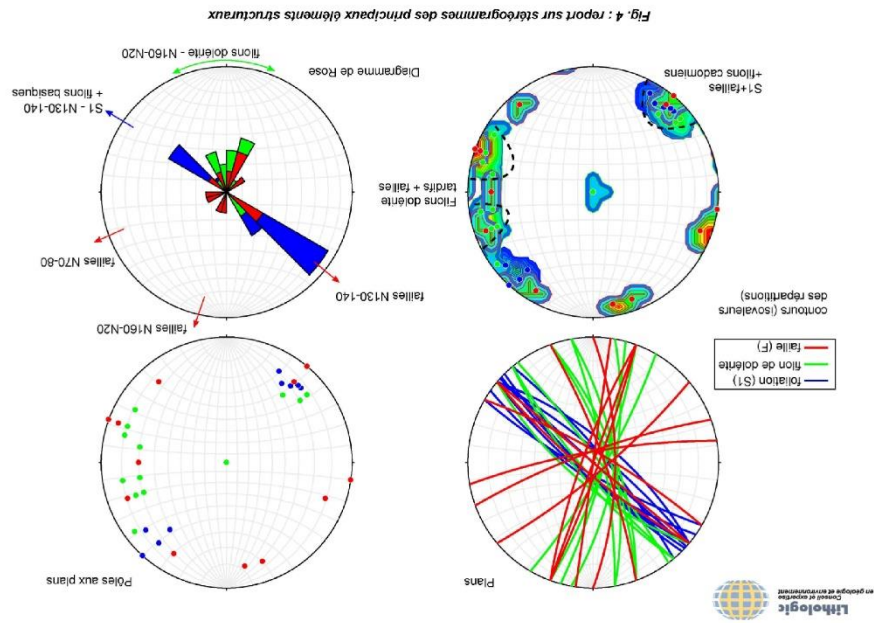 Lithologic
Conseil et expertise
en géologie et environnement
Plans
Pôles aux plans
foliation (S1)
filon de dolérite
faille (F)
contours (isovaleurs)
des répartitions)
S1+failles
+filons cadomiens
Filons dolérite
tardifs + failles
failles N160-N20
failles N130-140
failles N70-80
S1 - N130-140
+ filons basiques
Diagramme de Rose
filons dolérite - N160-N20
Fig. 4 : report sur stéréogrammes des principaux éléments structuraux